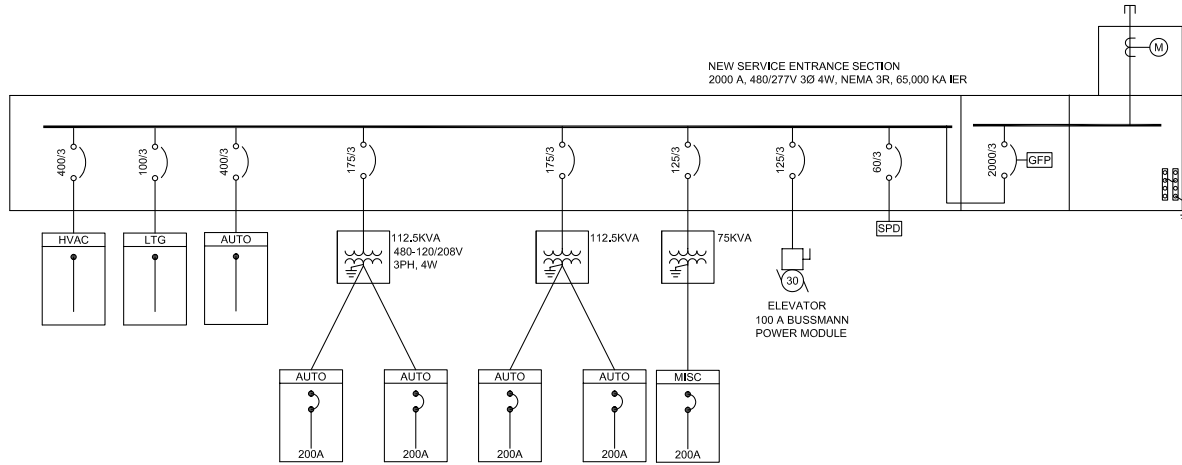 NEW SERVICE ENTRANCE SECTION
2000 A, 480/277V 3Ø 4W, NEMA 3R, 65,000 KA IER
M
400/3
100/3
400/3
175/3
175/3
125/3
125/3
60/3
2000/3
GFP
SPD
HVAC
LTG
AUTO
112.5KVA
480-120/208V
3PH, 4W
112.5KVA
75KVA
30
ELEVATOR
100 A BUSSMANN
POWER MODULE
AUTO
AUTO
AUTO
AUTO
MISC
200A
200A
200A
200A
200A